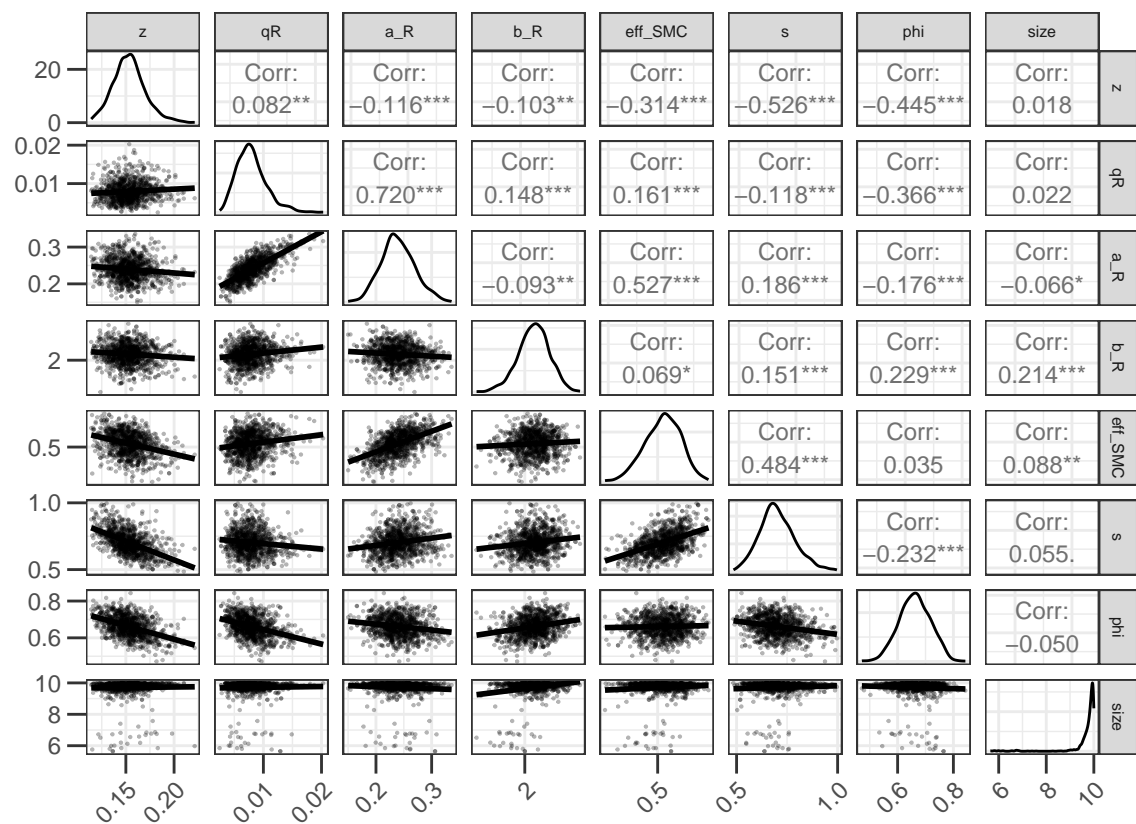 z qR a_R b_R eff_SMC s phi size
20 Corr: Corr: Corr: Corr: Corr: Corr: Corr: z
0 0.082** −0.116*** −0.103** −0.314*** −0.526*** −0.445*** 0.018
0.02 Corr: Corr: Corr: Corr: Corr: Corr: qR
0.01 0.720*** 0.148*** 0.161*** −0.118*** −0.366*** 0.022
0.3 Corr: Corr: Corr: Corr: Corr: a_R
0.2 −0.093** 0.527*** 0.186*** −0.176*** −0.066*
Corr: Corr: Corr: Corr: b_R
2 0.069* 0.151*** 0.229*** 0.214***
Corr: Corr: Corr: eff_SMC
0.5 0.484*** 0.035 0.088**
1.0 Corr: Corr: s
0.5 −0.232*** 0.055.
0.8 Corr: phi
0.6 −0.050
10 size
8
6
0.15 0.20 0.01 0.02 0.2 0.3 2 0.5 0.5 1.0 0.6 0.8 6 8 10